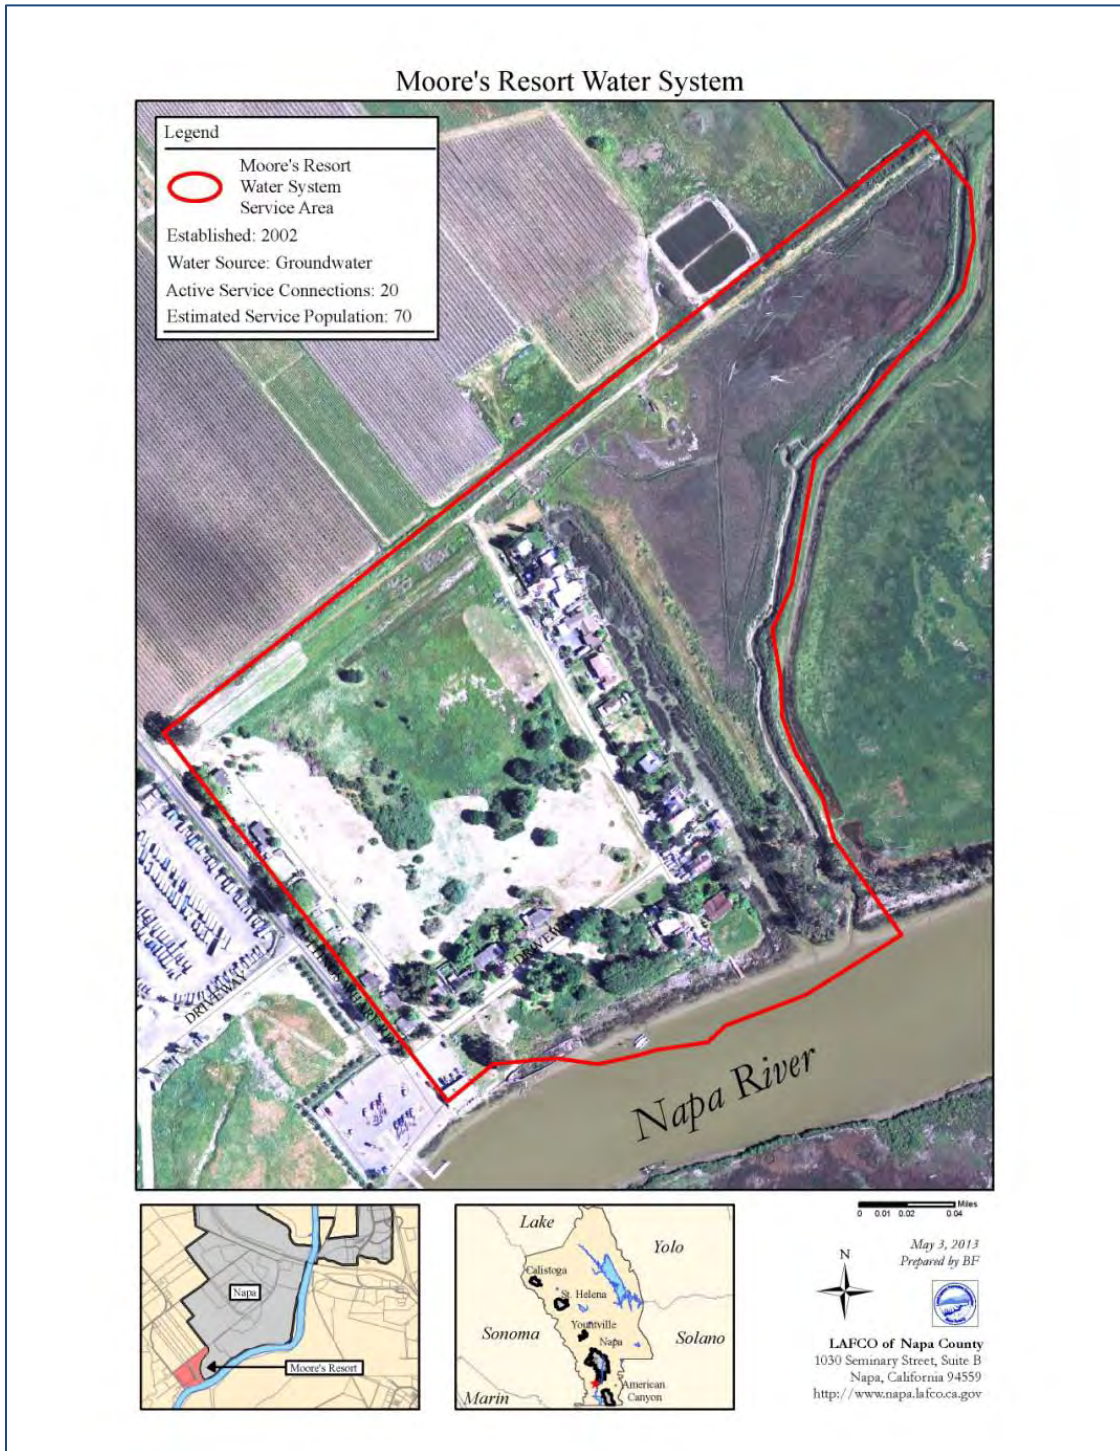 Moore's Resort Water System
Legend
Moore's Resort
Water System
Service Area
Established: 2002
Water Source: Groundwater
Active Service Connections: 20
Estimated Service Population: 70
DRIVEWAY
DRIVEWAY
Napa River
Napa
Moore's Resort
Lake
Yolo
Calistoga
St. Helena
Yountville
Sonoma
Napa
Solano
American
Canyon
Marin
Miles
0 0.01 0.02 0.04
May 3, 2013
Prepared by BF
N
LAFCO of Napa County
1030 Seminary Street, Suite B
Napa, California 94559
http://www.napa.lafco.ca.gov